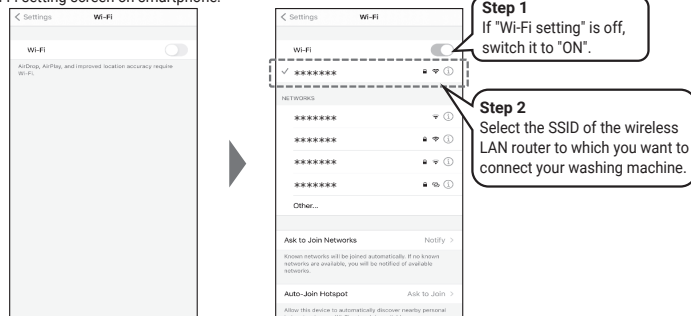 setting screen on smartphone.
Settings Wi-Fi
Wi-Fi
AirDrop, AirPlay, and improved location accuracy require
Wi-Fi.
Settings Wi-Fi
Wi-Fi
*******
NETWORKS
*******
*******
*******
*******
Other...
Ask to Join Networks Notify
Known networks will be joined automatically. If no known
networks are available, you will be notified of available
networks.
Auto-Join Hotspot Ask to Join
Allow this device to automatically discover nearby personal
Step 1
If "Wi-Fi setting" is off,
switch it to "ON".
Step 2
Select the SSID of the wireless
LAN router to which you want to
connect your washing machine.